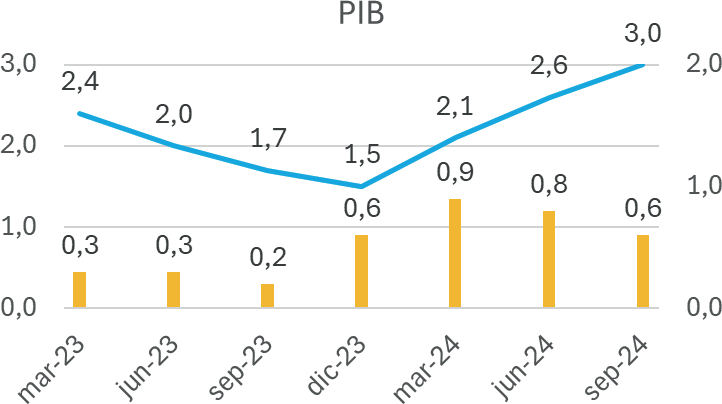 PIB
3,0
2,0
1,0
0,0
2,4
2,0
1,7
1,5
2,1
2,6
3,0
0,3
0,3
0,2
0,6
0,9
0,8
0,6
2,0
1,0
0,0
mar-23
jun-23
sep-23
dic-23
mar-24
jun-24
sep-24